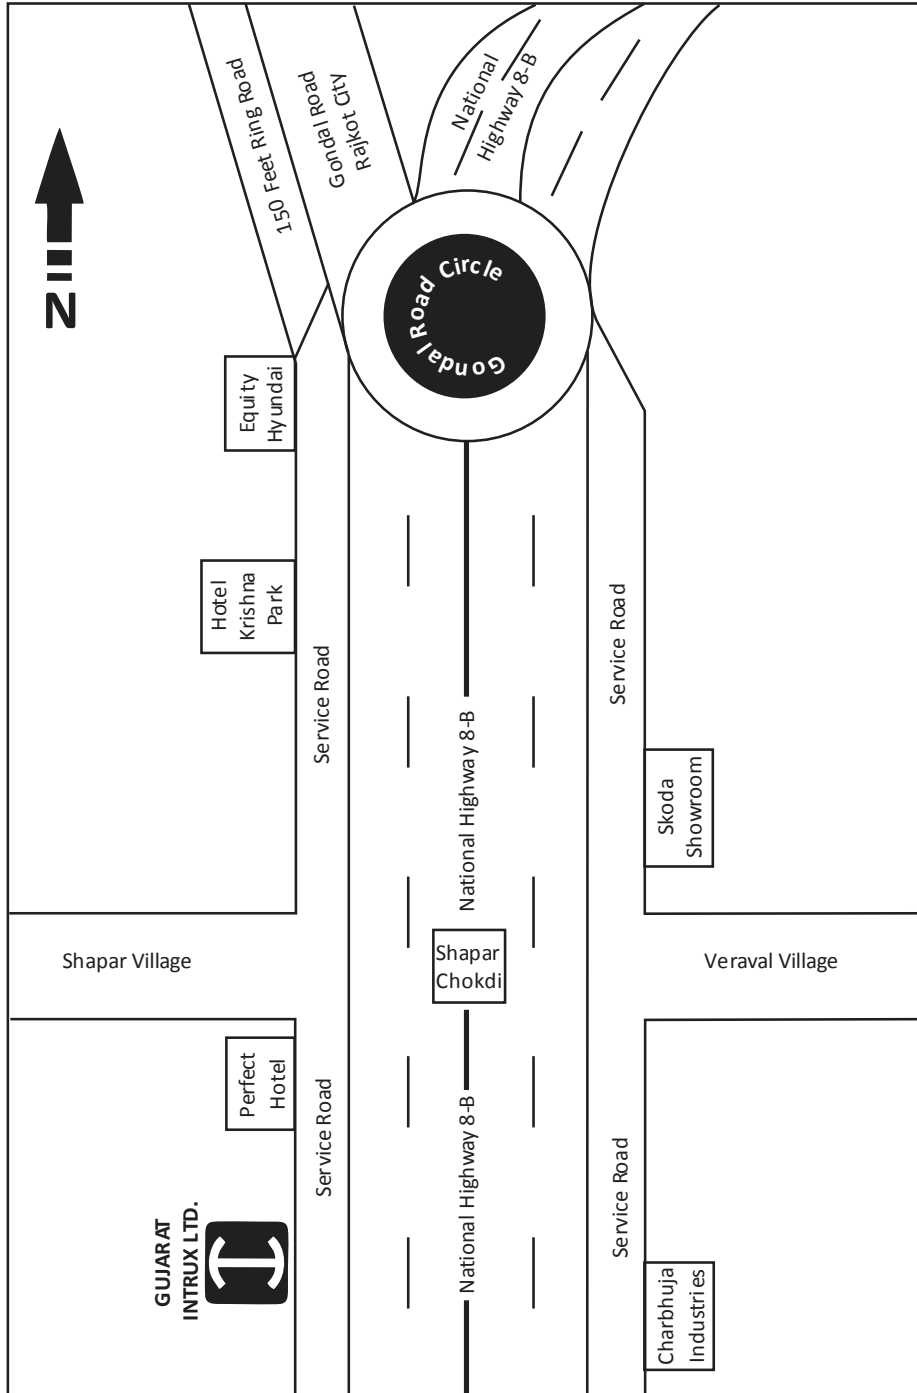 National
Highway 8-B
150 Feet Ring Road
Gondal Road
Rajkot City
N
Gondal Road Circle
Equity
Hyundai
Hotel
Krishna
Park
Service Road
National Highway 8-B
Service Road
Skoda
Showroom
Shapar Village
Shapar
Chokdi
Veraval Village
Perfect
Hotel
Service Road
National Highway 8-B
Service Road
GUJARAT
INTRUX LTD.
Charbhuja
Industries